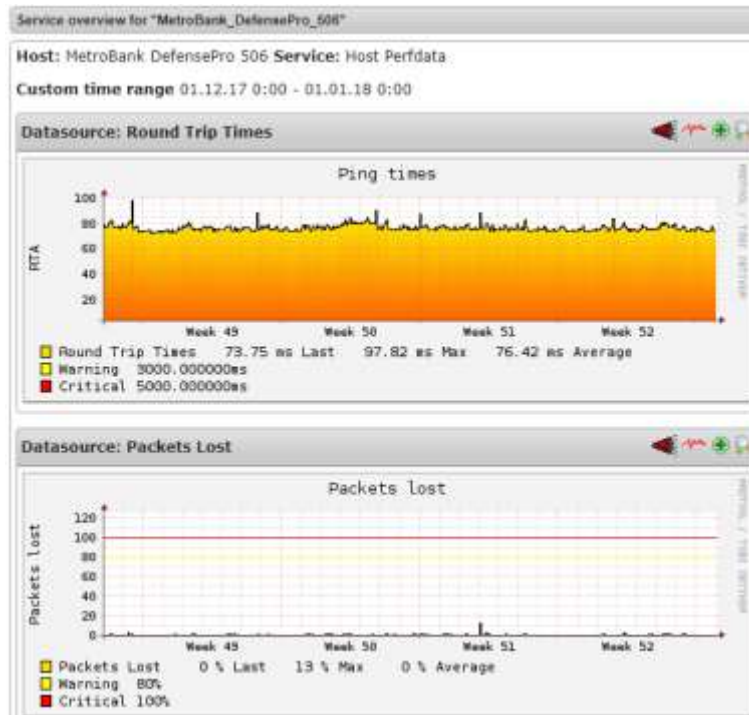 Service overview for "MetroBank_DefensePro_506"
Host: MetroBank DefensePro 506 Service: Host Perfdata
Custom time range 01.12.17 0:00 - 01.01.18 0:00
Datasource: Round Trip Times
Ping times
RTA
100
80
60
40
20
Week 49 Week 50 Week 51 Week 52
Round Trip Times 73.75 ms Last 97.82 ms Max 76.42 ms Average
Warning 3000.000000ms
Critical 5000.000000ms
Datasource: Packets Lost
Packets lost
Packets lost
120
100
80
60
40
20
0
Week 49 Week 50 Week 51 Week 52
Packets Lost 0 % Last 13 % Max 0 % Average
Warning 80%
Critical 100%